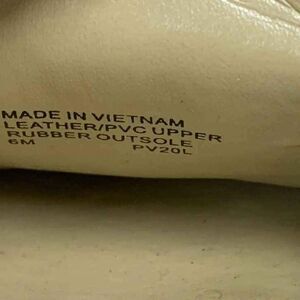 MADE IN VIETNAM
LEATHER/PVC UPPER
RUBBER OUTSOLE
6M PV20L